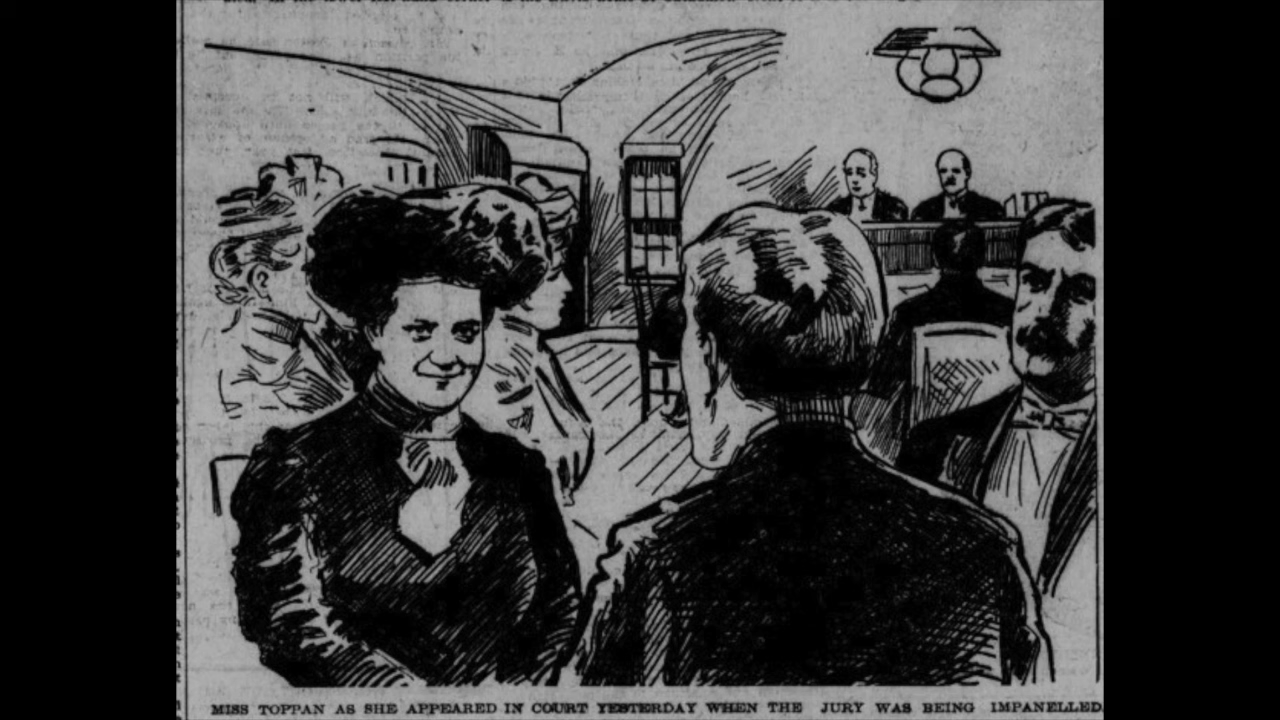 MISS TOPPAN AS SHE APPEARED IN COURT YESTERDAY WHEN THE JURY WAS BEING IMPANELLED